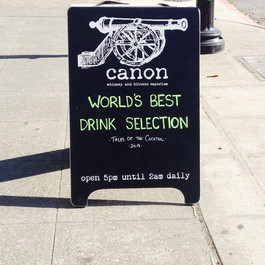 canon
whiskey and bitters emporium
WORLD'S BEST
DRINK SELECTION
- TALES OF THE COCKTAIL -
open 5pm until 2am daily